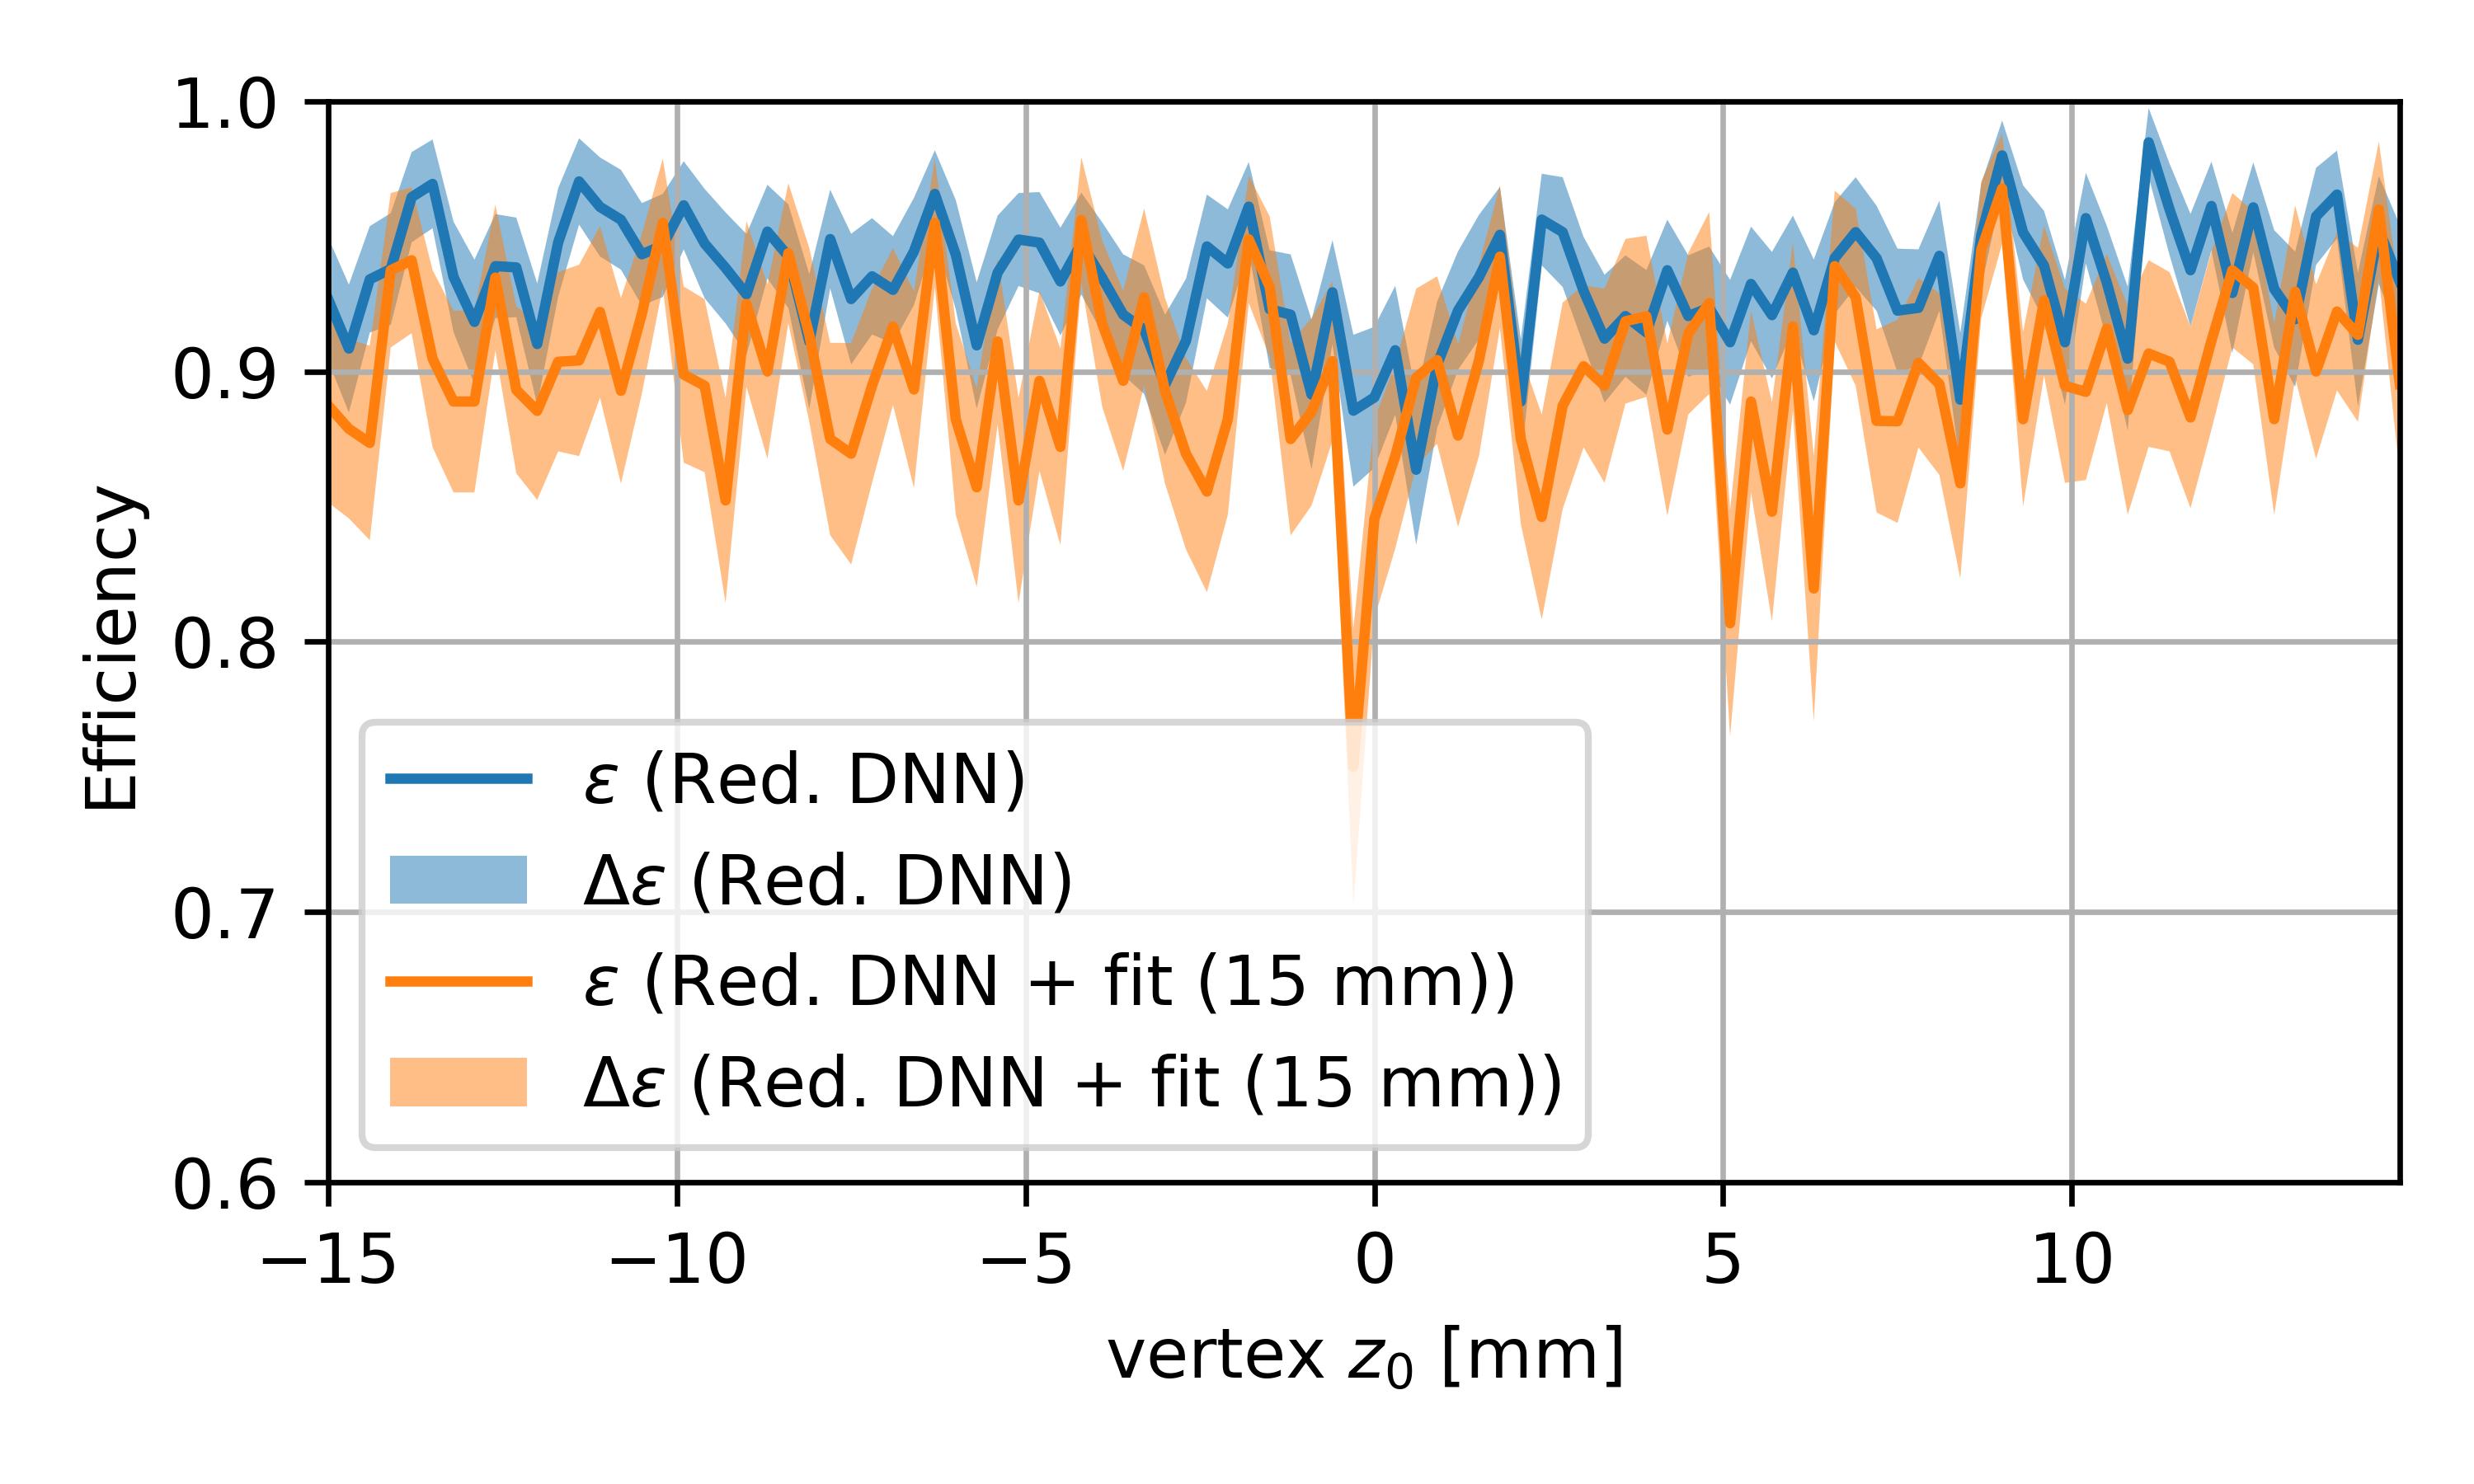 1.0
0.9
0.8
0.7
0.6
Efficiency
ε (Red. DNN)
Δε (Red. DNN)
ε (Red. DNN + fit (15 mm))
Δε (Red. DNN + fit (15 mm))
−15 −10 −5 0 5 10
vertex z₀ [mm]